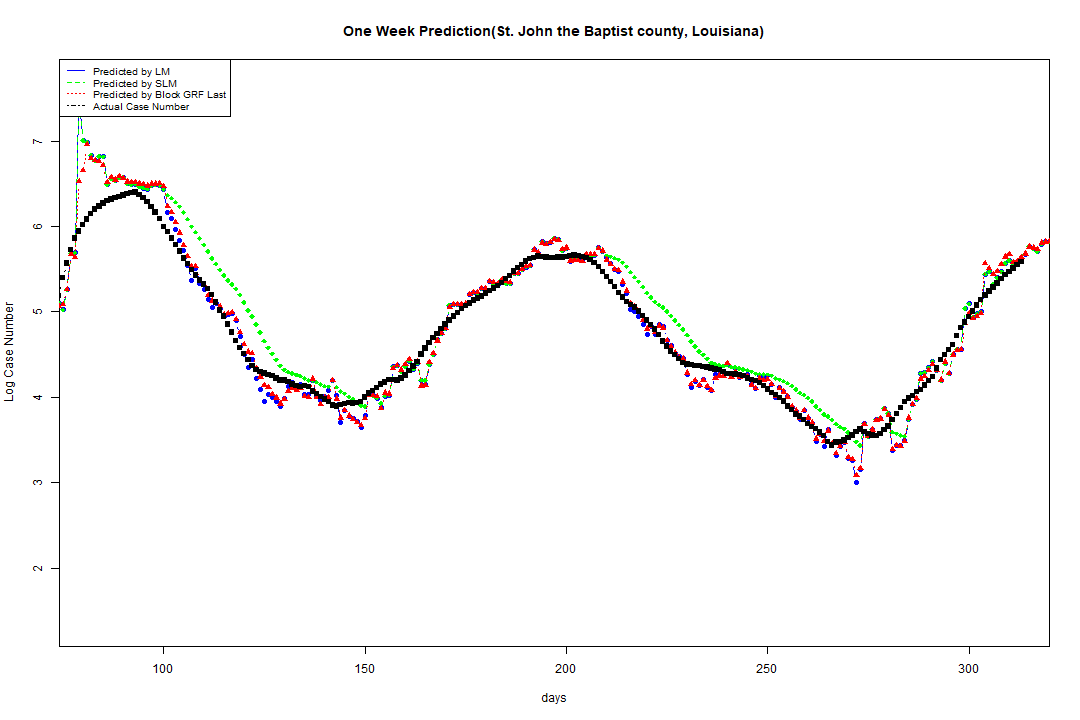 One Week Prediction(St. John the Baptist county, Louisiana)
Predicted by LM
Predicted by SLM
Predicted by Block GRF Last
Actual Case Number
7
6
5
4
3
2
Log Case Number
100 150 200 250 300
days